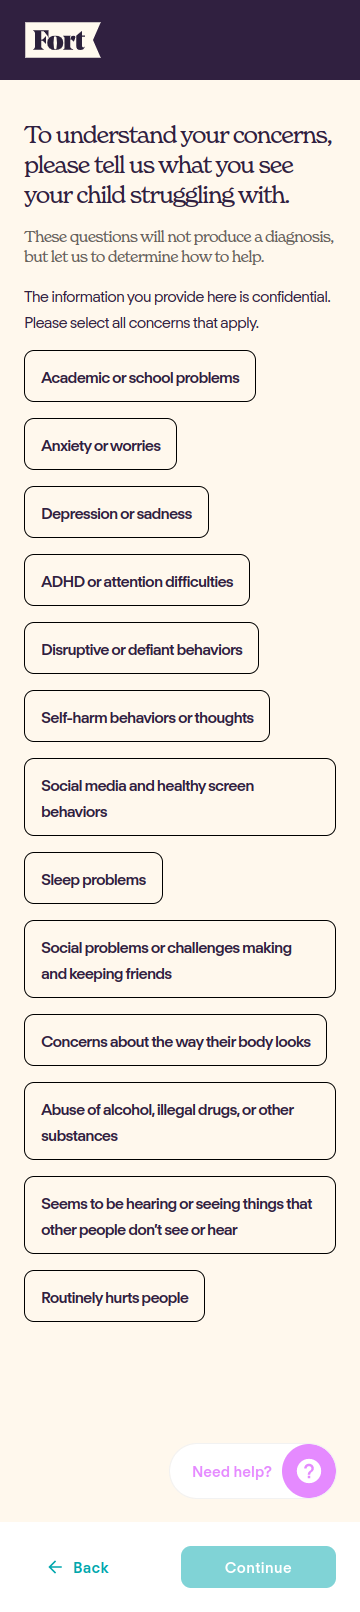 Fort
To understand your concerns,
please tell us what you see
your child struggling with.
These questions will not produce a diagnosis,
but let us to determine how to help.
The information you provide here is confidential.
Please select all concerns that apply.
Academic or school problems
Anxiety or worries
Depression or sadness
ADHD or attention difficulties
Disruptive or defiant behaviors
Self-harm behaviors or thoughts
Social media and healthy screen
behaviors
Sleep problems
Social problems or challenges making
and keeping friends
Concerns about the way their body looks
Abuse of alcohol, illegal drugs, or other
substances
Seems to be hearing or seeing things that
other people don't see or hear
Routinely hurts people
Need help? ?
← Back
Continue